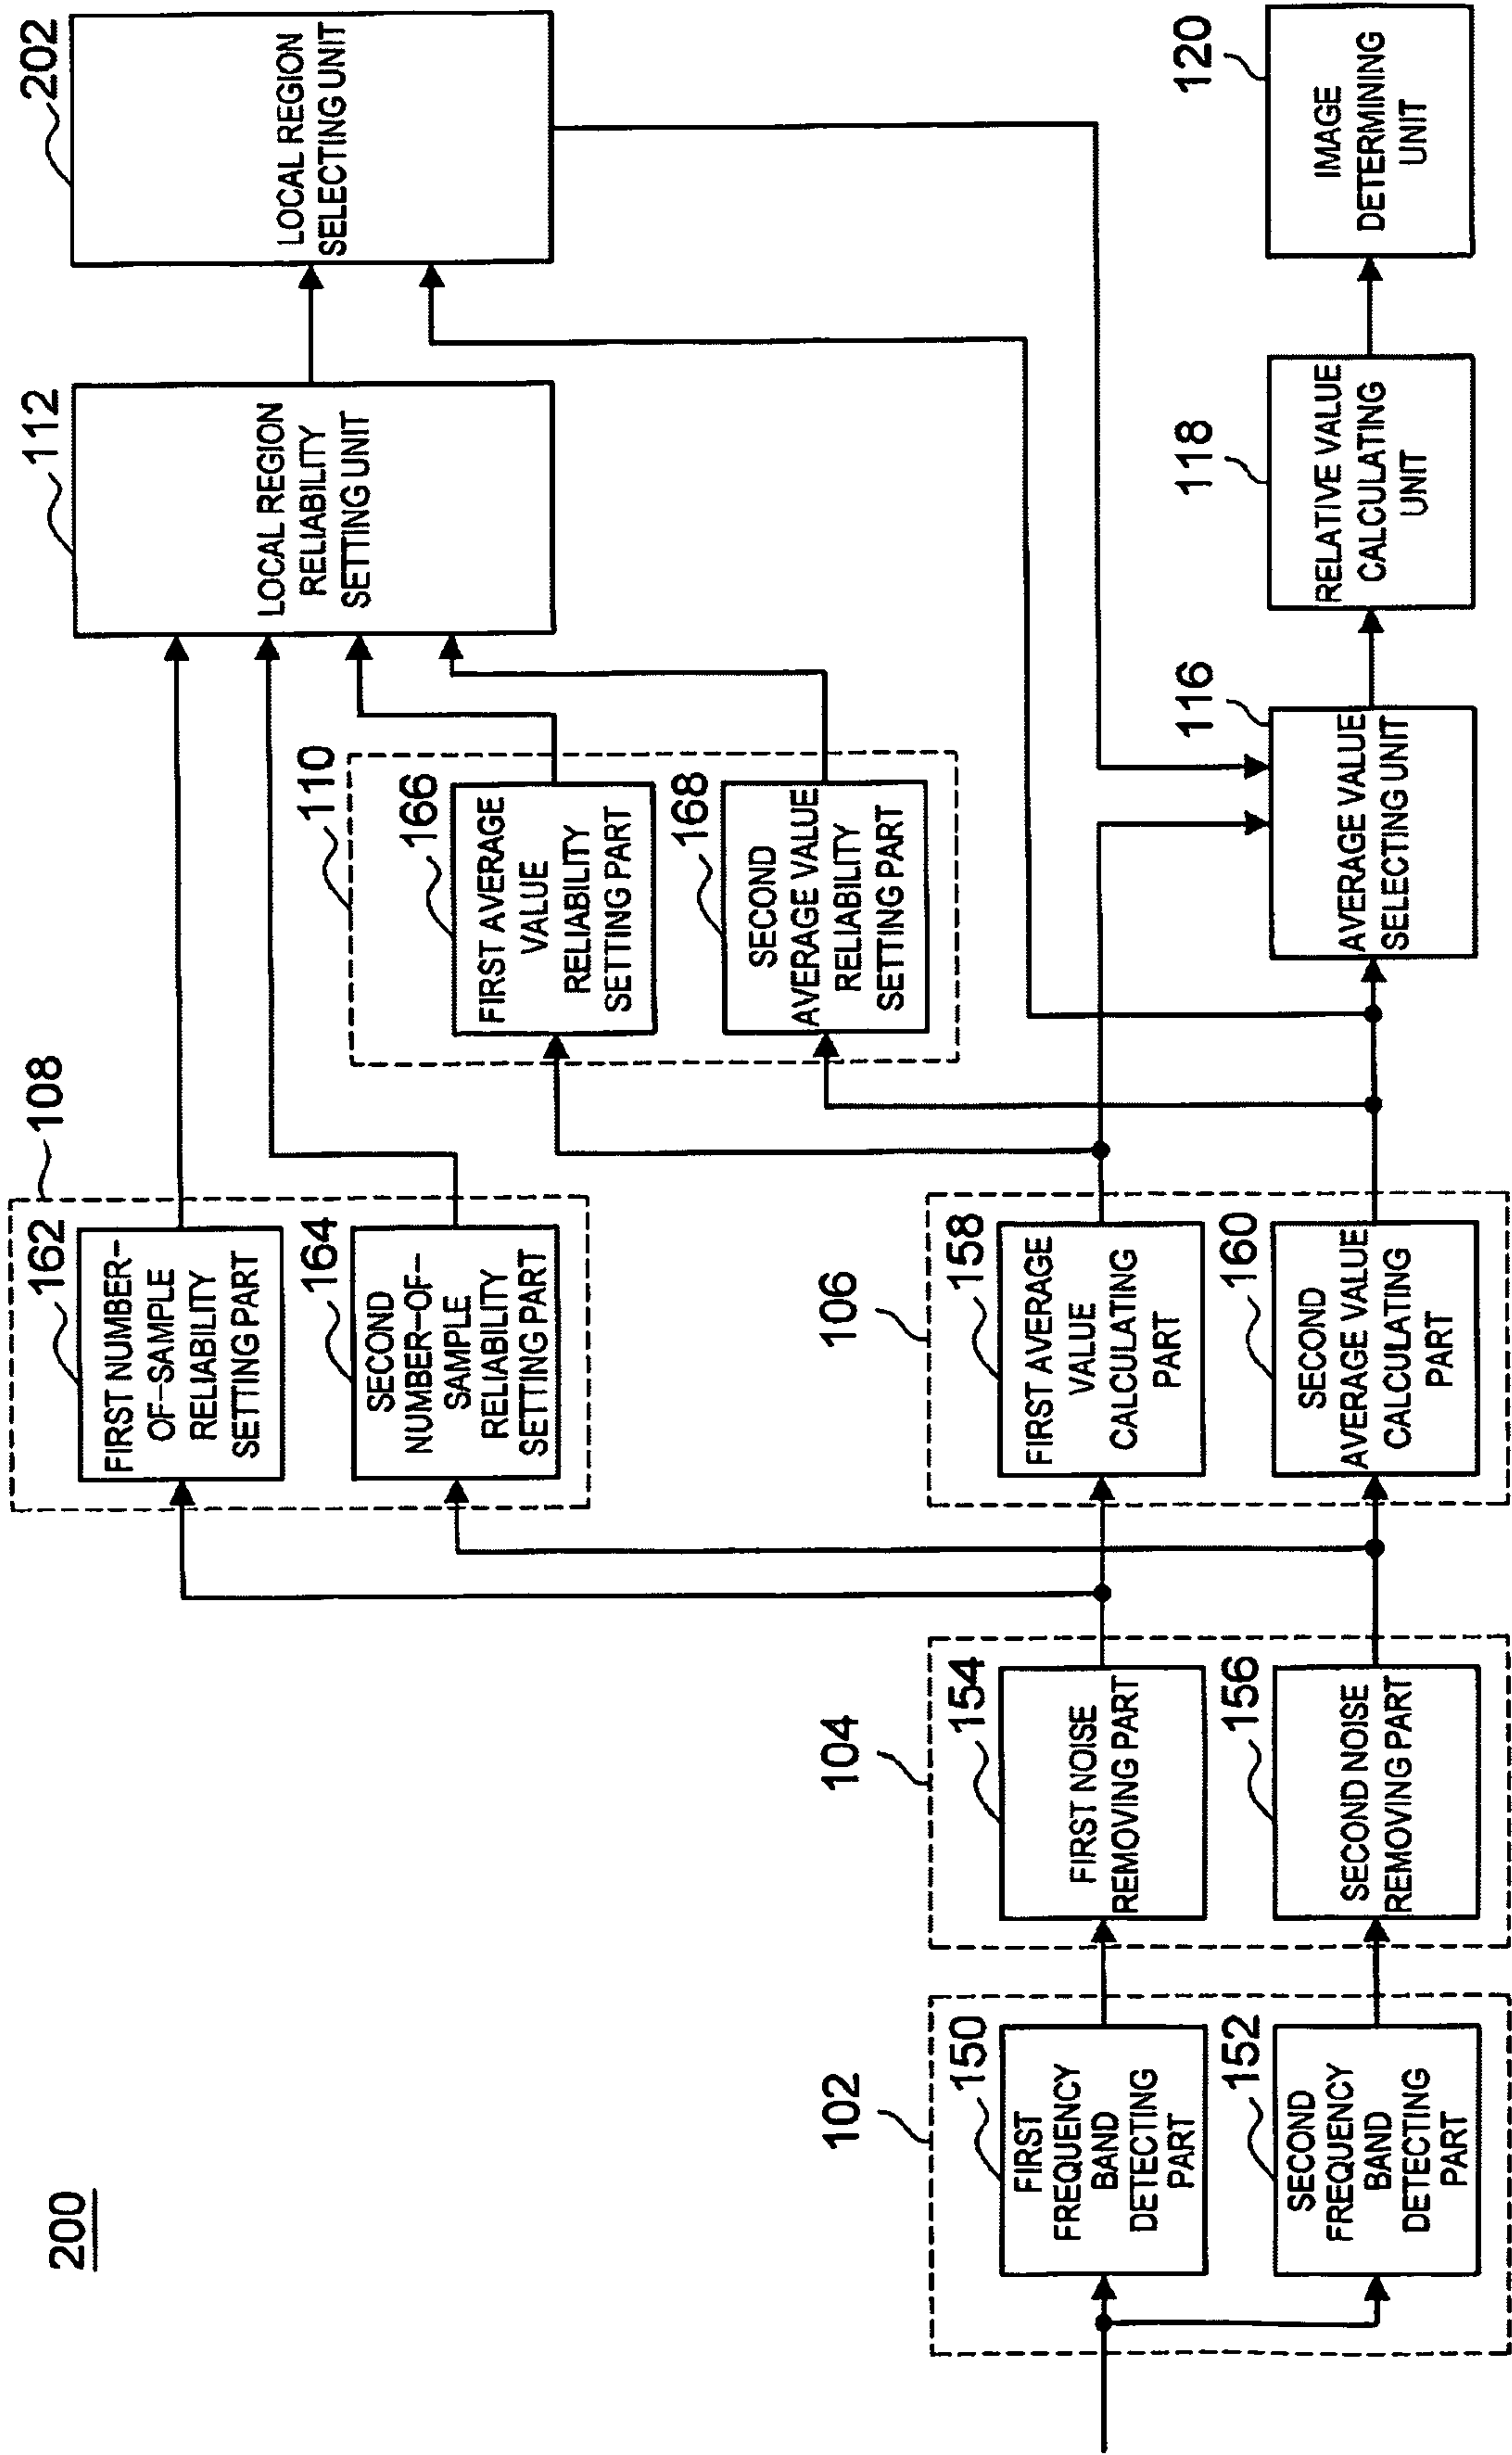 200
108
162
FIRST NUMBER-
OF-SAMPLE
RELIABILITY
SETTING PART
164
SECOND
NUMBER-OF-
SAMPLE
RELIABILITY
SETTING PART
112
LOCAL REGION
RELIABILITY
SETTING UNIT
202
LOCAL REGION
SELECTING UNIT
110
166
FIRST AVERAGE
VALUE
RELIABILITY
SETTING PART
168
SECOND
AVERAGE VALUE
RELIABILITY
SETTING PART
102
150
FIRST
FREQUENCY
BAND
DETECTING
PART
152
SECOND
FREQUENCY
BAND
DETECTING
PART
104
154
FIRST NOISE
REMOVING PART
156
SECOND NOISE
REMOVING PART
106
158
FIRST AVERAGE
VALUE
CALCULATING
PART
160
SECOND
AVERAGE VALUE
CALCULATING
PART
116
AVERAGE VALUE
SELECTING UNIT
118
RELATIVE VALUE
CALCULATING
UNIT
120
IMAGE
DETERMINING
UNIT